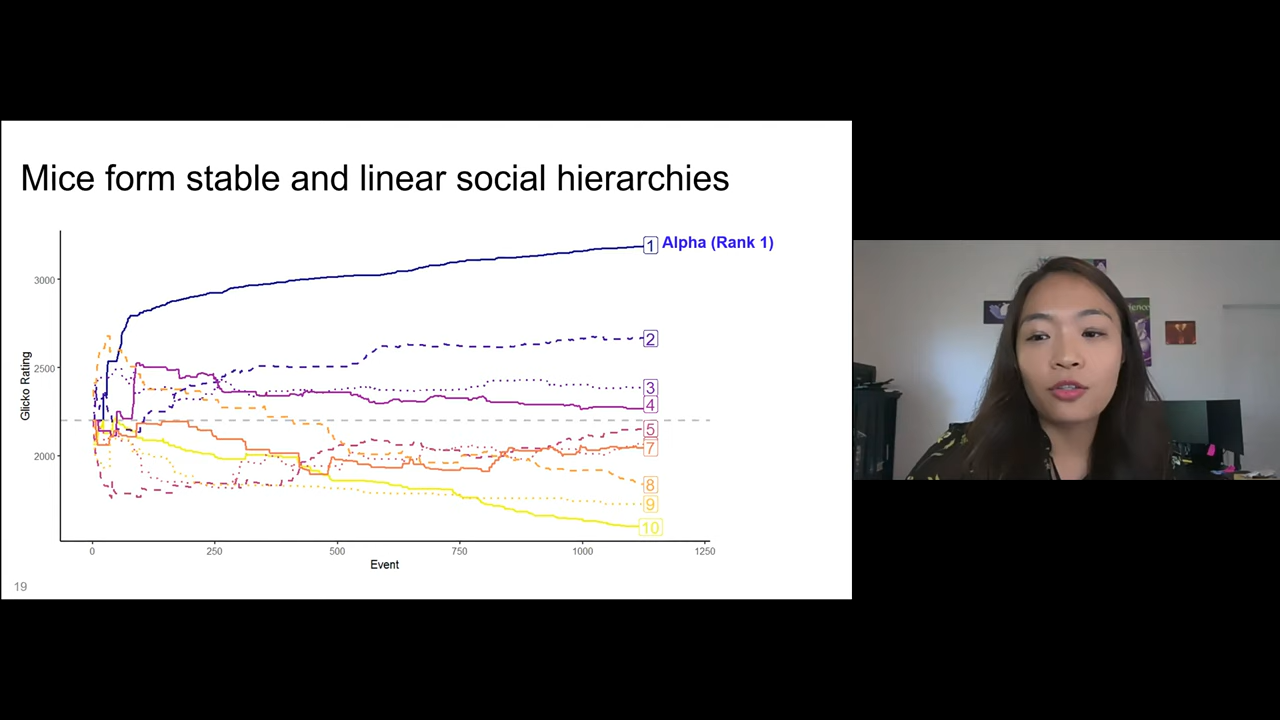 Mice form stable and linear social hierarchies
Glicko Rating
3000
2500
2000
1 Alpha (Rank 1)
2
3
4
5
7
8
9
10
0 250 500 750 1000 1250
Event
19